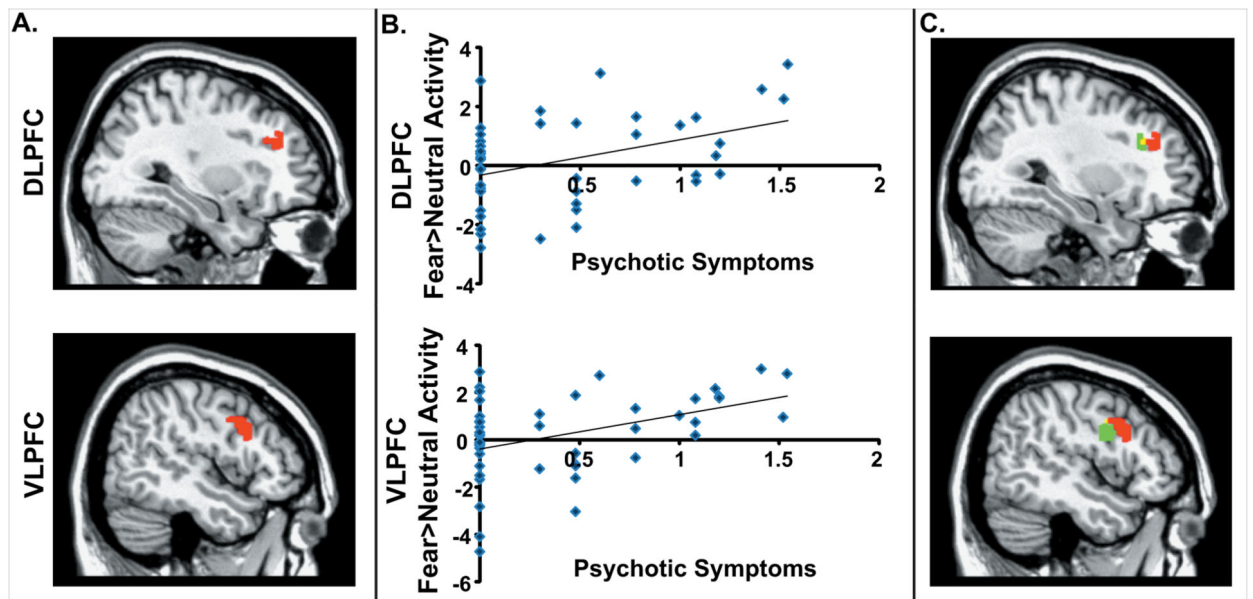 A.
DLPFC
VLPFC
B.
DLPFC
Fear>Neutral Activity
4
2
0
-2
-4
0.5
1
1.5
2
Psychotic Symptoms
VLPFC
Fear>Neutral Activity
4
2
0
-2
-4
-6
0.5
1
1.5
2
Psychotic Symptoms
C.